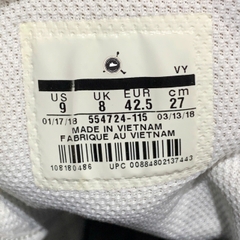 VY
US UK EUR cm
9 8 42.5 27
01/17/18 554724-115 03/13/18
MADE IN VIETNAM
FABRIQUE AU VIETNAM
108180486 UPC 00884802137443